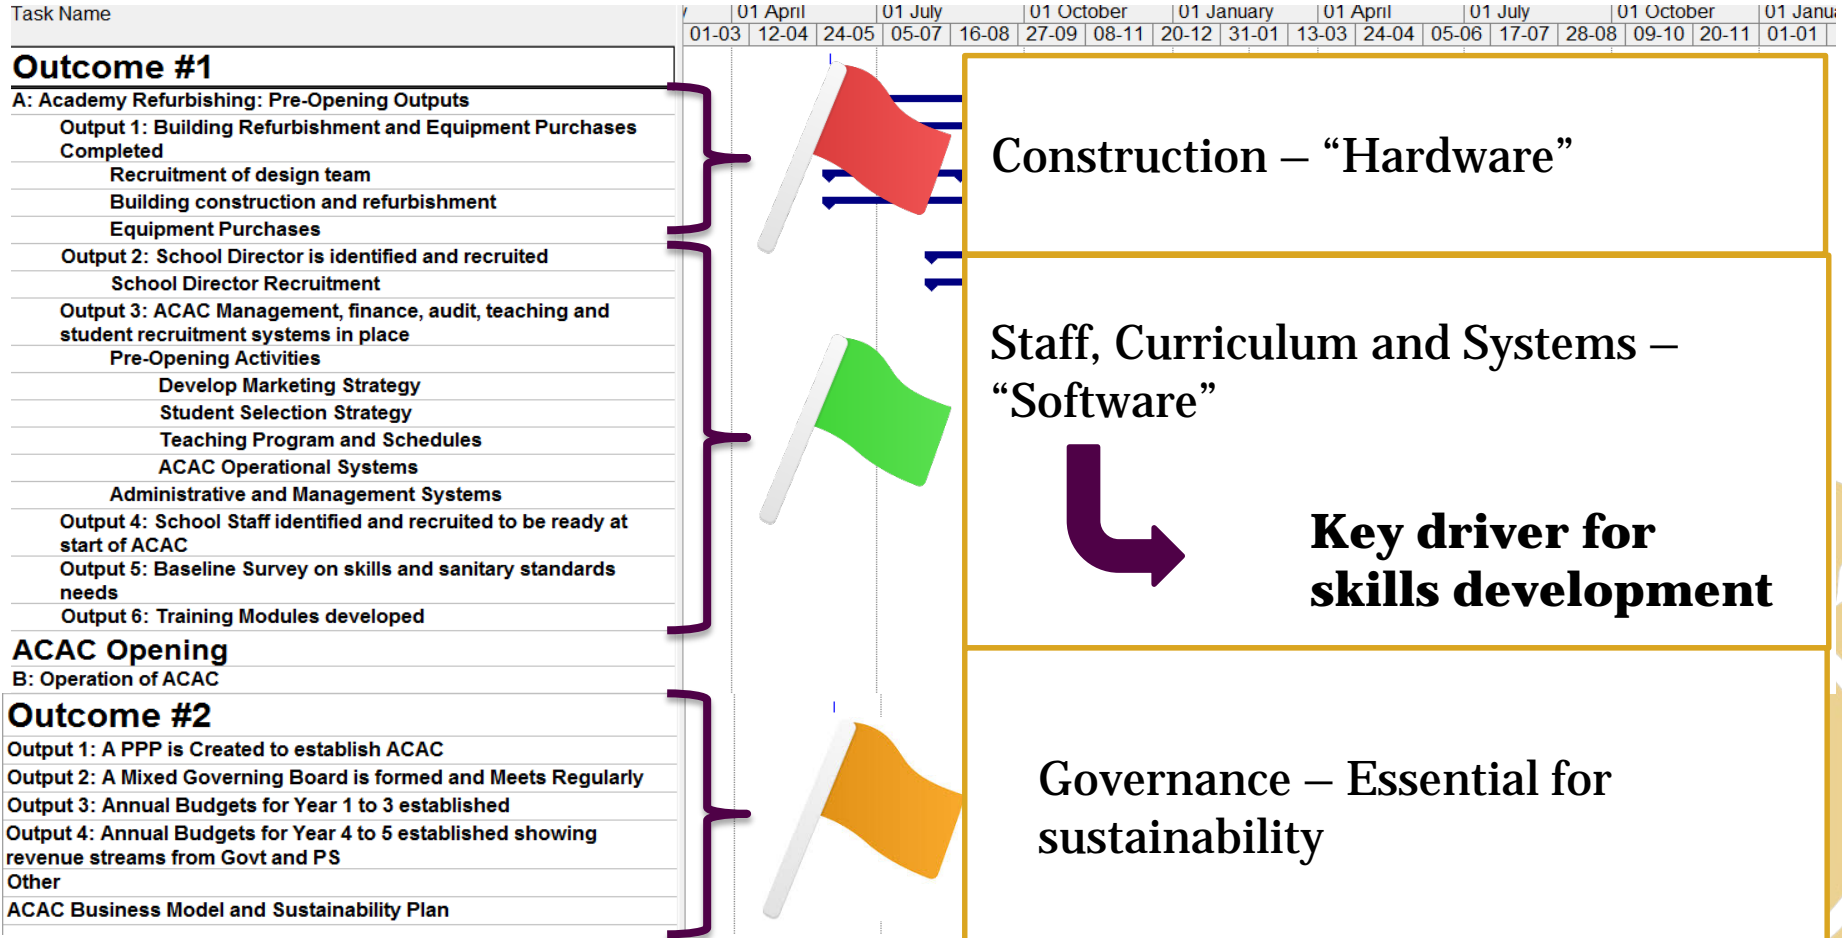 Task Name
01 April 01 July 01 October 01 January 01 April 01 July 01 October 01 Janu
01-03 12-04 24-05 05-07 16-08 27-09 08-11 20-12 31-01 13-03 24-04 05-06 17-07 28-08 09-10 20-11 01-01
Outcome #1
A: Academy Refurbishing: Pre-Opening Outputs
Output 1: Building Refurbishment and Equipment Purchases
Completed
Recruitment of design team
Building construction and refurbishment
Equipment Purchases
Output 2: School Director is identified and recruited
School Director Recruitment
Output 3: ACAC Management, finance, audit, teaching and
student recruitment systems in place
Pre-Opening Activities
Develop Marketing Strategy
Student Selection Strategy
Teaching Program and Schedules
ACAC Operational Systems
Administrative and Management Systems
Output 4: School Staff identified and recruited to be ready at
start of ACAC
Output 5: Baseline Survey on skills and sanitary standards
needs
Output 6: Training Modules developed
ACAC Opening
B: Operation of ACAC
Outcome #2
Output 1: A PPP is Created to establish ACAC
Output 2: A Mixed Governing Board is formed and Meets Regularly
Output 3: Annual Budgets for Year 1 to 3 established
Output 4: Annual Budgets for Year 4 to 5 established showing
revenue streams from Govt and PS
Other
ACAC Business Model and Sustainability Plan
Construction – “Hardware”
Staff, Curriculum and Systems –
“Software”
Key driver for
skills development
Governance – Essential for
sustainability